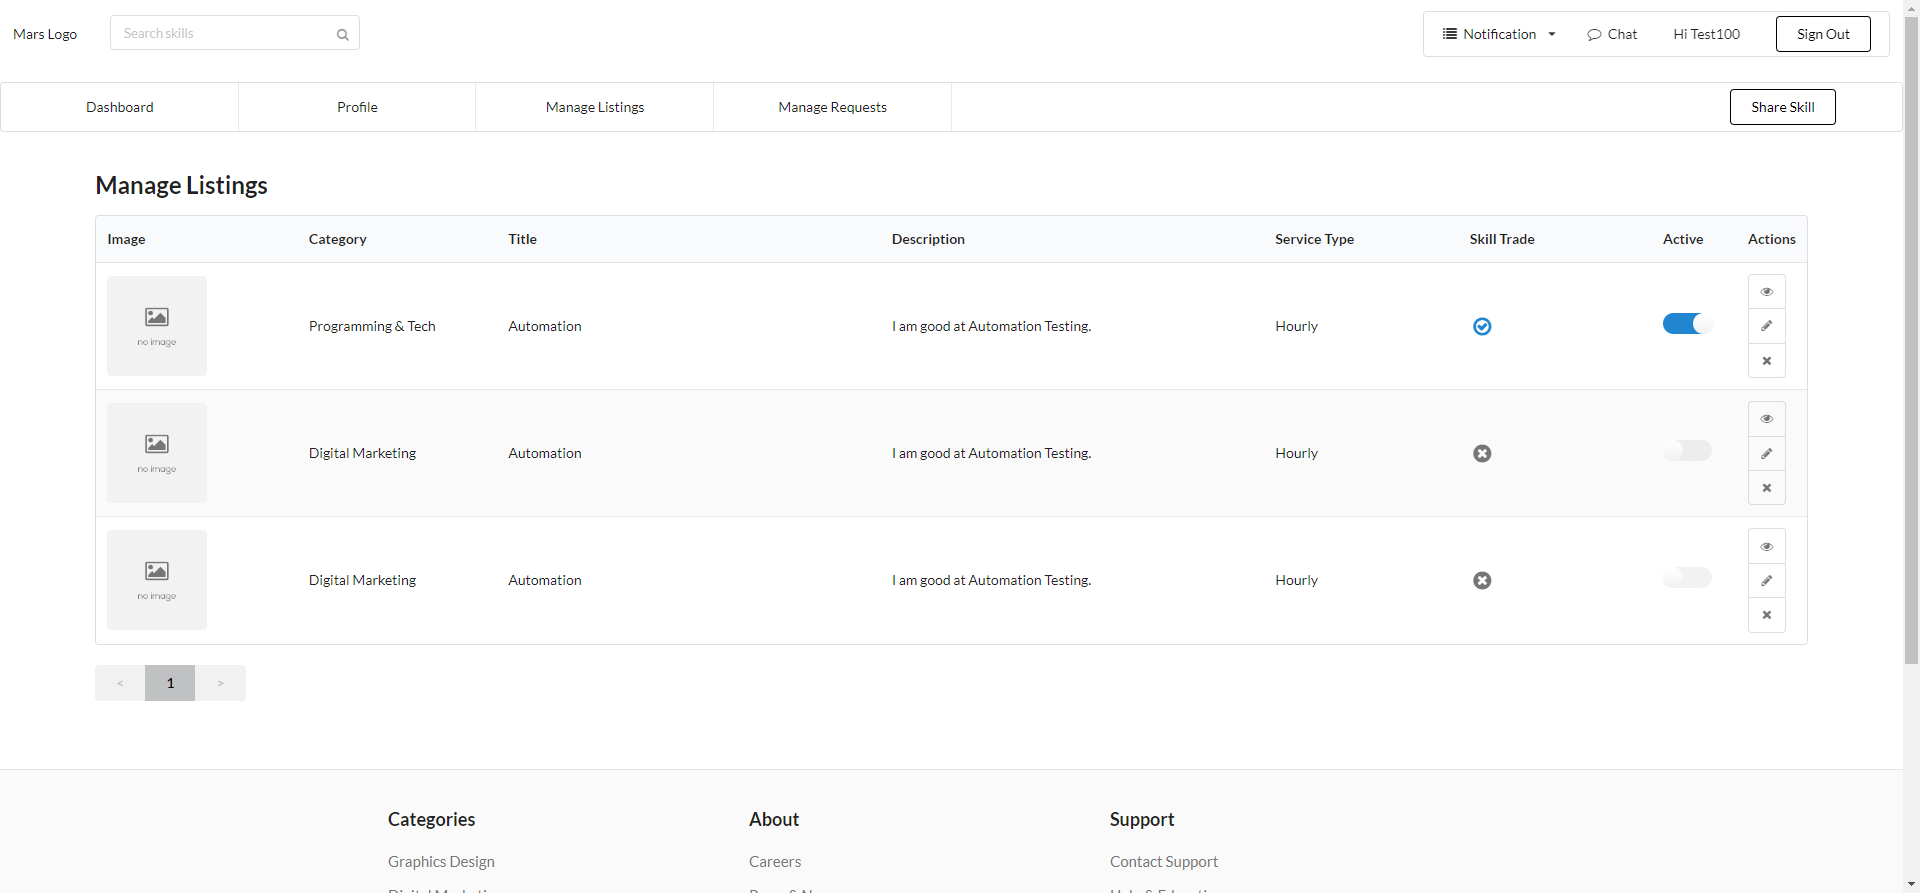 Mars Logo
Search skills
Notification
Chat
Hi Test100
Sign Out
Dashboard
Profile
Manage Listings
Manage Requests
Share Skill
Manage Listings
Image Category Title Description Service Type Skill Trade Active Actions
no image
Programming & Tech Automation I am good at Automation Testing. Hourly
no image
Digital Marketing Automation I am good at Automation Testing. Hourly
no image
Digital Marketing Automation I am good at Automation Testing. Hourly
< 1 >
Categories About Support
Graphics Design Careers Contact Support